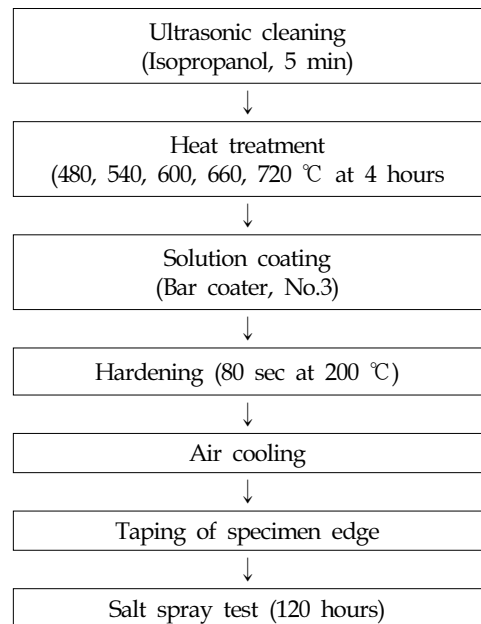 Ultrasonic cleaning
(Isopropanol, 5 min)
↓
Heat treatment
(480, 540, 600, 660, 720 ℃ at 4 hours
↓
Solution coating
(Bar coater, No.3)
↓
Hardening (80 sec at 200 ℃)
↓
Air cooling
↓
Taping of specimen edge
↓
Salt spray test (120 hours)